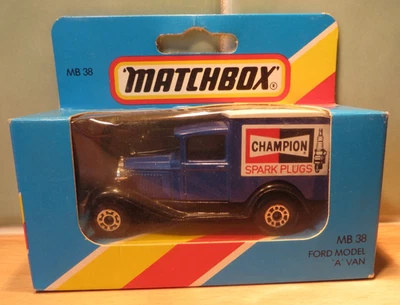 MB 38
MATCHBOX®
CHAMPION
SPARK PLUGS
MB 38
FORD MODEL
'A' VAN